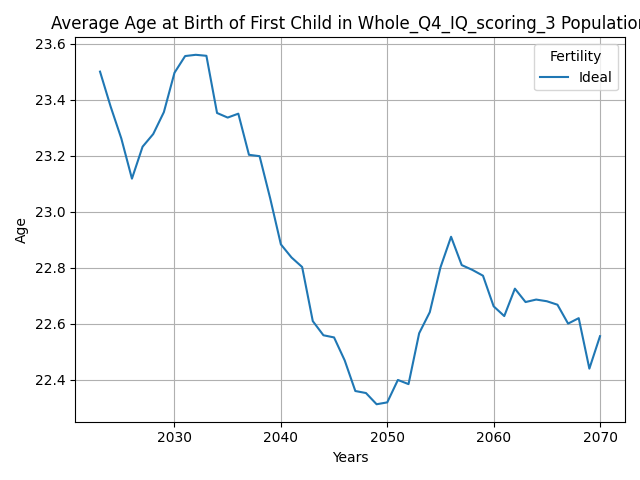 Average Age at Birth of First Child in Whole_Q4_IQ_scoring_3 Population
Fertility
Ideal
23.6
23.4
23.2
23.0
22.8
22.6
22.4
Age
2030 2040 2050 2060 2070
Years